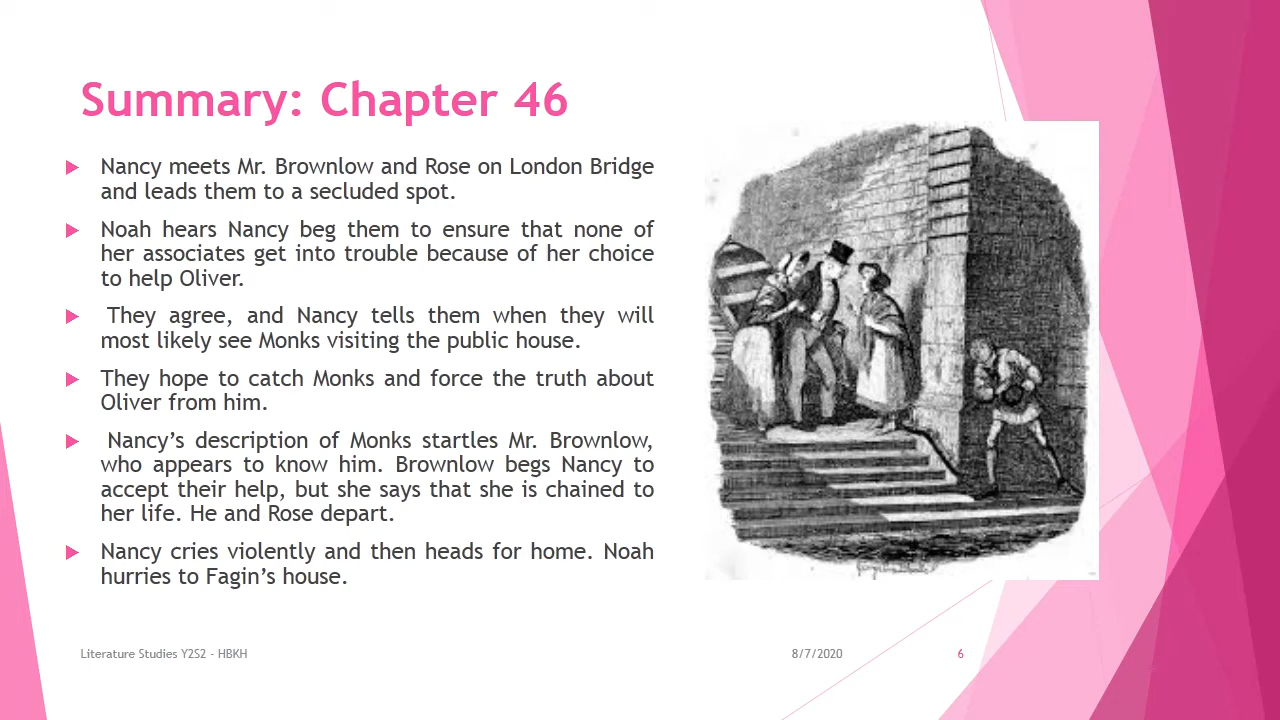 Summary: Chapter 46
Nancy meets Mr. Brownlow and Rose on London Bridge
and leads them to a secluded spot.
Noah hears Nancy beg them to ensure that none of
her associates get into trouble because of her choice
to help Oliver.
They agree, and Nancy tells them when they will
most likely see Monks visiting the public house.
They hope to catch Monks and force the truth about
Oliver from him.
Nancy’s description of Monks startles Mr. Brownlow,
who appears to know him. Brownlow begs Nancy to
accept their help, but she says that she is chained to
her life. He and Rose depart.
Nancy cries violently and then heads for home. Noah
hurries to Fagin’s house.
Literature Studies Y2S2 - HBKH
8/7/2020
6